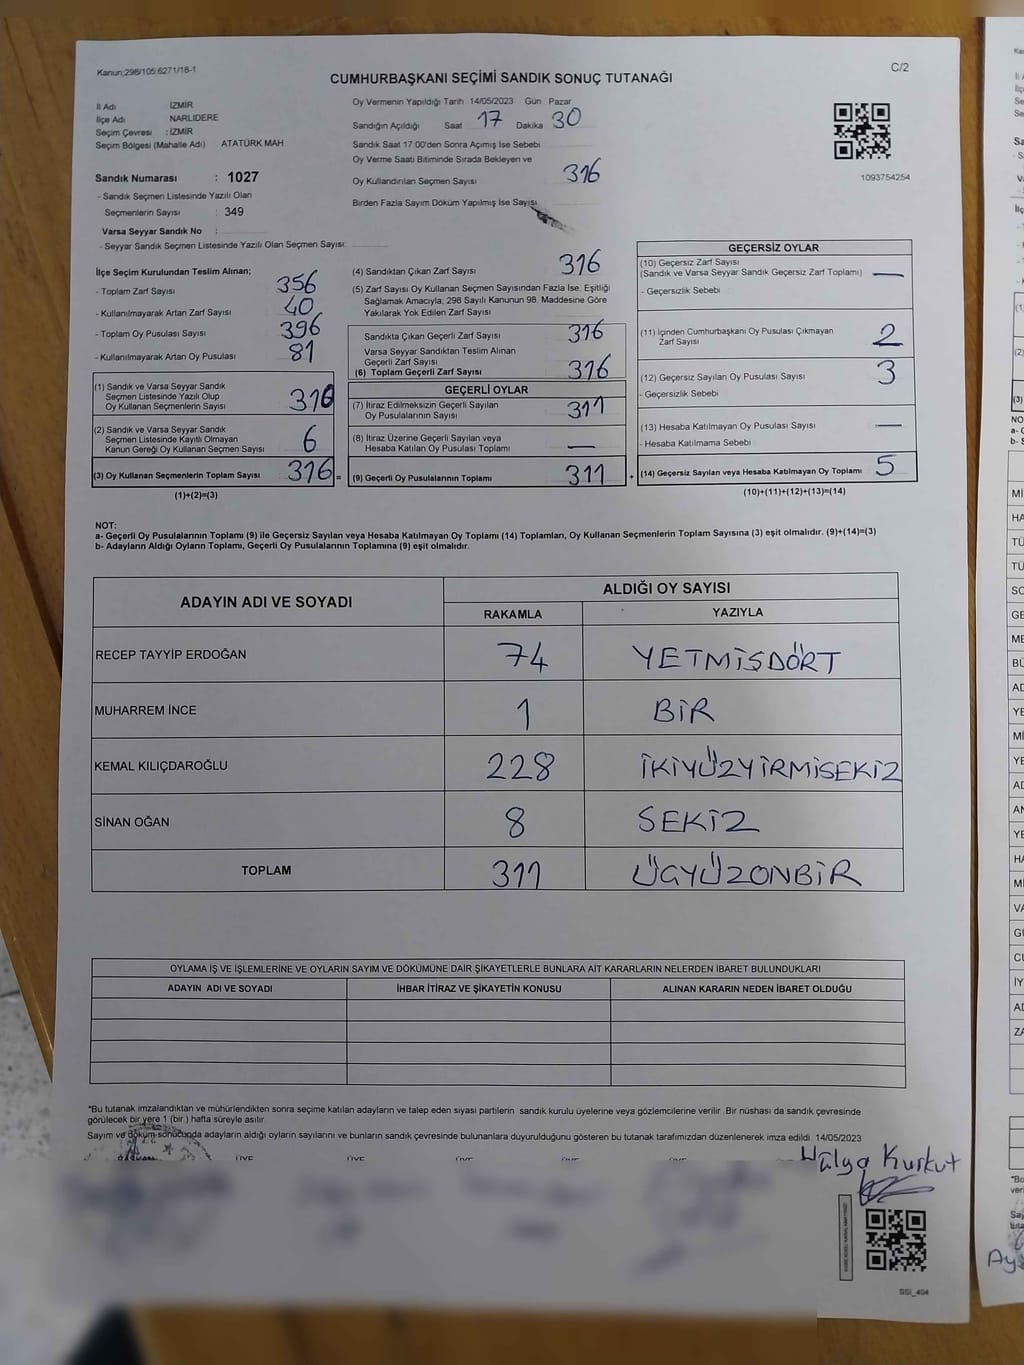 Kanun;298/105;6271/18-1
C/2
CUMHURBAŞKANI SEÇİMİ SANDIK SONUÇ TUTANAĞI
İl Adı İZMİR
İlçe Adı NARLIDERE
Seçim Çevresi : İZMİR
Seçim Bölgesi (Mahalle Adı) ATATÜRK MAH
Sandık Numarası : 1027
- Sandık Seçmen Listesinde Yazılı Olan
Seçmenlerin Sayısı : 349
Varsa Seyyar Sandık No :
- Seyyar Sandık Seçmen Listesinde Yazılı Olan Seçmen Sayısı:
Oy Vermenin Yapıldığı Tarih 14/05/2023 Gün Pazar
Sandığın Açıldığı Saat 17 Dakika 30
Sandık Saat 17:00'den Sonra Açımış İse Sebebi
Oy Verme Saati Bitiminde Sırada Bekleyen ve
Oy Kullandırılan Seçmen Sayısı 316
Birden Fazla Sayım Döküm Yapılmış İse Sayısı
1093754254
İlçe Seçim Kurulundan Teslim Alınan;
- Toplam Zarf Sayısı 356
- Kullanılmayarak Artan Zarf Sayısı 40
- Toplam Oy Pusulası Sayısı 396
- Kullanılmayarak Artan Oy Pusulası 81
(1) Sandık ve Varsa Seyyar Sandık
Seçmen Listesinde Yazılı Olup
Oy Kullanan Seçmenlerin Sayısı 310
(2) Sandık ve Varsa Seyyar Sandık
Seçmen Listesinde Kayıtlı Olmayan
Kanun Gereği Oy Kullanan Seçmen Sayısı 6
(3) Oy Kullanan Seçmenlerin Toplam Sayısı 316 =
(1)+(2)=(3)
(4) Sandıktan Çıkan Zarf Sayısı 316
(5) Zarf Sayısı Oy Kullanan Seçmen Sayısından Fazla İse, Eşitliği
Sağlamak Amacıyla, 298 Sayılı Kanunun 98. Maddesine Göre
Yakılarak Yok Edilen Zarf Sayısı
Sandıkta Çıkan Geçerli Zarf Sayısı 316
Varsa Seyyar Sandıktan Teslim Alınan
Geçerli Zarf Sayısı
(6) Toplam Geçerli Zarf Sayısı 316
GEÇERLİ OYLAR
(7) İtiraz Edilmeksizin Geçerli Sayılan
Oy Pusulalarının Sayısı 311
(8) İtiraz Üzerine Geçerli Sayılan veya
Hesaba Katılan Oy Pusulaları Toplamı —
(9) Geçerli Oy Pusulalarının Toplamı 311 +
GEÇERSİZ OYLAR
(10) Geçersiz Zarf Sayısı
(Sandık ve Varsa Seyyar Sandık Geçersiz Zarf Toplamı) —
- Geçersizlik Sebebi
(11) İçinden Cumhurbaşkanı Oy Pusulası Çıkmayan
Zarf Sayısı 2
(12) Geçersiz Sayılan Oy Pusulası Sayısı 3
- Geçersizlik Sebebi
(13) Hesaba Katılmayan Oy Pusulası Sayısı —
- Hesaba Katılmama Sebebi
(14) Geçersiz Sayılan veya Hesaba Katılmayan Oy Toplamı 5
(10)+(11)+(12)+(13)=(14)
NOT:
a- Geçerli Oy Pusulalarının Toplamı (9) ile Geçersiz Sayılan veya Hesaba Katılmayan Oy Toplamı (14) Toplamları, Oy Kullanan Seçmenlerin Toplam Sayısına (3) eşit olmalıdır. (9)+(14)=(3)
b- Adayların Aldığı Oyların Toplamı, Geçerli Oy Pusulalarının Toplamına (9) eşit olmalıdır.
ADAYIN ADI VE SOYADI
ALDIĞI OY SAYISI
RAKAMLA YAZIYLA
RECEP TAYYİP ERDOĞAN 74 YETMİŞDÖRT
MUHARREM İNCE 1 BİR
KEMAL KILIÇDAROĞLU 228 İKİYÜZYİRMİSEKİZ
SİNAN OĞAN 8 SEKİZ
TOPLAM 311 ÜÇYÜZONBİR
OYLAMA İŞ VE İŞLEMLERİNE VE OYLARIN SAYIM VE DÖKÜMÜNE DAİR ŞİKAYETLERLE BUNLARA AİT KARARLARIN NELERDEN İBARET BULUNDUKLARI
ADAYIN ADI VE SOYADI İHBAR İTİRAZ VE ŞİKAYETİN KONUSU ALINAN KARARIN NEDEN İBARET OLDUĞU
*Bu tutanak imzalandıktan ve mühürlendikten sonra seçime katılan adayların ve talep eden siyasi partilerin sandık kurulu üyelerine veya gözlemcilerine verilir. Bir nüshası da sandık çevresinde
görülecek bir yere 1 (bir) hafta süreyle asılır.
Sayım ve döküm sonucunda adayların aldığı oyların sayılarını ve bunların sandık çevresinde bulunanlara duyurulduğunu gösteren bu tutanak tarafımızdan düzenlenerek imza edildi. 14/05/2023
BAŞKAN ÜYE ÜYE ÜYE ÜYE ÜYE
Hülya Kurkut
SSİ_404